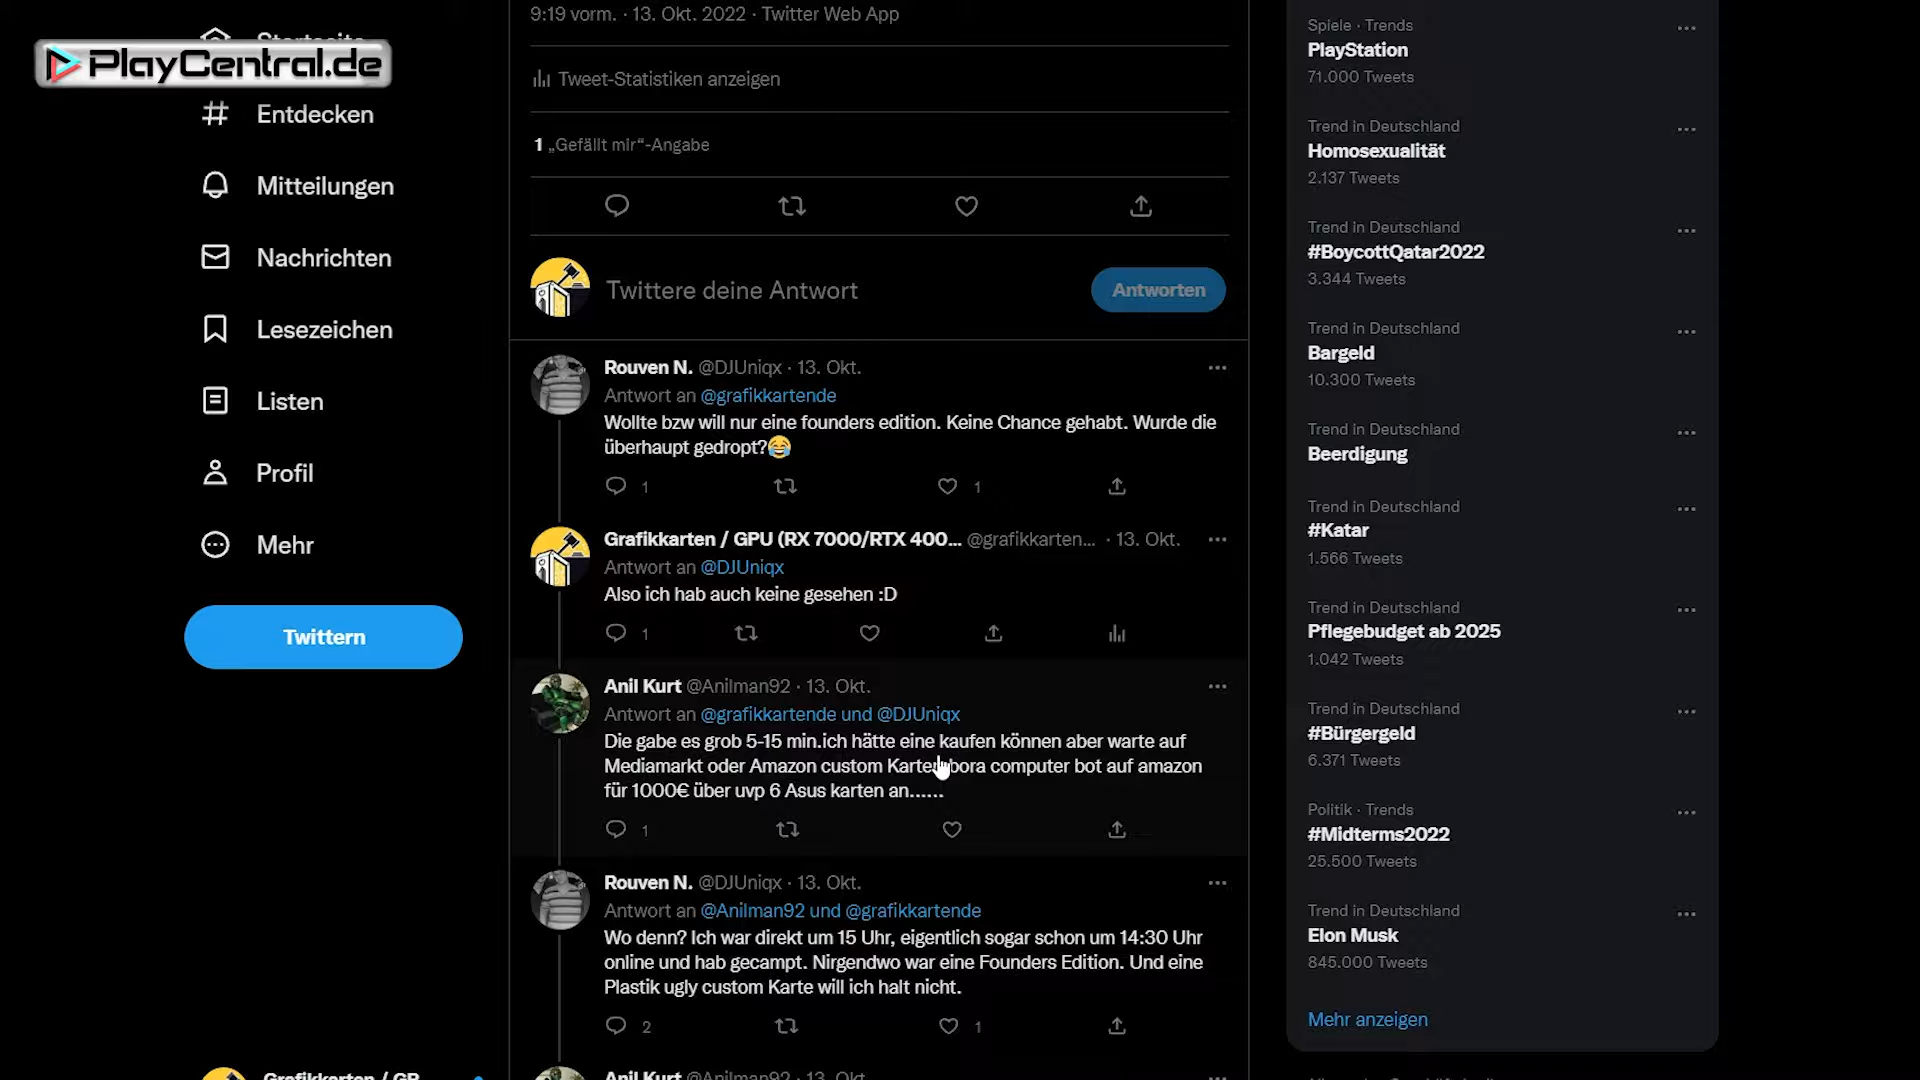 Startseite
PlayCentral.de
Entdecken
Mitteilungen
Nachrichten
Lesezeichen
Listen
Profil
Mehr
Twittern
9:19 vorm. · 13. Okt. 2022 · Twitter Web App
Tweet-Statistiken anzeigen
1 „Gefällt mir“-Angabe
Twittere deine Antwort
Antworten
Rouven N. @DJUniqx · 13. Okt.
Antwort an @grafikkartende
Wollte bzw will nur eine founders edition. Keine Chance gehabt. Wurde die
überhaupt gedropt?😂
1 1
Grafikkarten / GPU (RX 7000/RTX 400... @grafikkarten... · 13. Okt.
Antwort an @DJUniqx
Also ich hab auch keine gesehen :D
1
Anil Kurt @Anilman92 · 13. Okt.
Antwort an @grafikkartende und @DJUniqx
Die gabe es grob 5-15 min.ich hätte eine kaufen können aber warte auf
Mediamarkt oder Amazon custom Karten bora computer bot auf amazon
für 1000€ über uvp 6 Asus karten an......
1
Rouven N. @DJUniqx · 13. Okt.
Antwort an @Anilman92 und @grafikkartende
Wo denn? Ich war direkt um 15 Uhr, eigentlich sogar schon um 14:30 Uhr
online und hab gecampt. Nirgendwo war eine Founders Edition. Und eine
Plastik ugly custom Karte will ich halt nicht.
2 1
Anil Kurt @Anilman92 · 13. Okt.
Grafikkarten / GP
Spiele · Trends
PlayStation
71.000 Tweets
Trend in Deutschland
Homosexualität
2.137 Tweets
Trend in Deutschland
#BoycottQatar2022
3.344 Tweets
Trend in Deutschland
Bargeld
10.300 Tweets
Trend in Deutschland
Beerdigung
Trend in Deutschland
#Katar
1.566 Tweets
Trend in Deutschland
Pflegebudget ab 2025
1.042 Tweets
Trend in Deutschland
#Bürgergeld
6.371 Tweets
Politik · Trends
#Midterms2022
25.500 Tweets
Trend in Deutschland
Elon Musk
845.000 Tweets
Mehr anzeigen